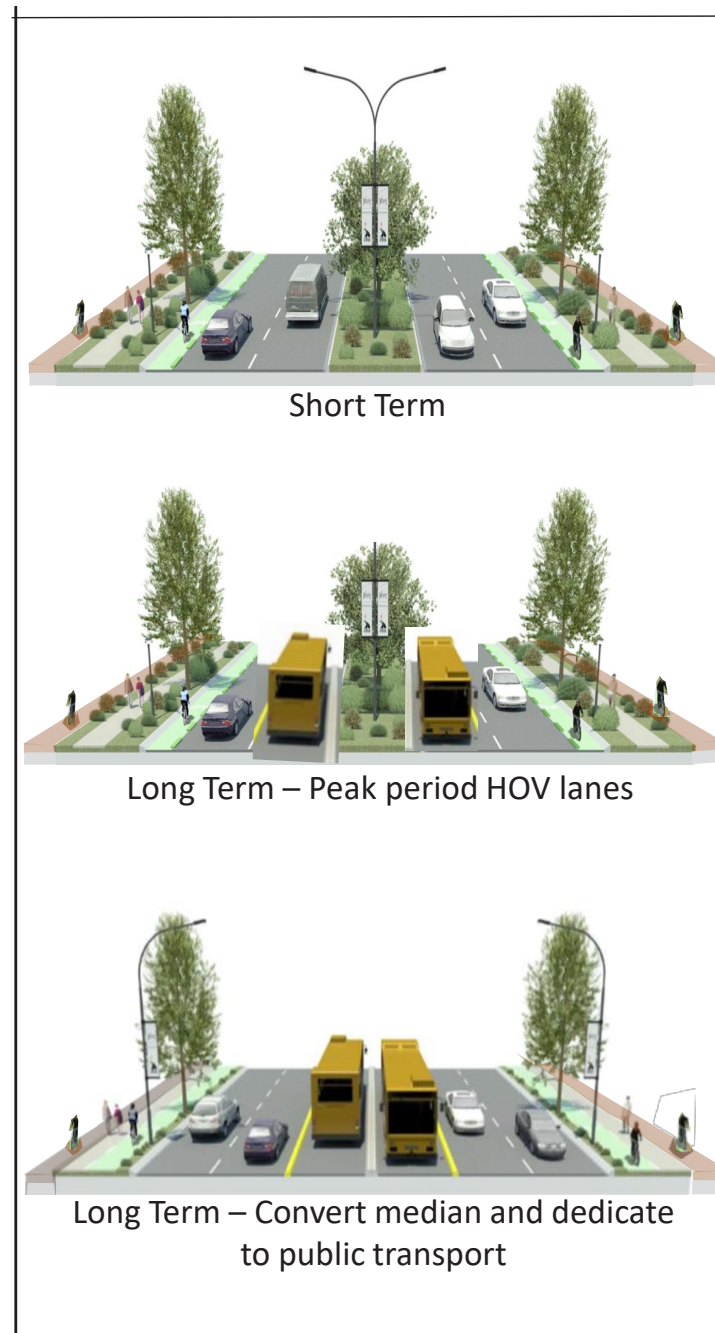 Short Term
Long Term – Peak period HOV lanes
Long Term – Convert median and dedicate
to public transport